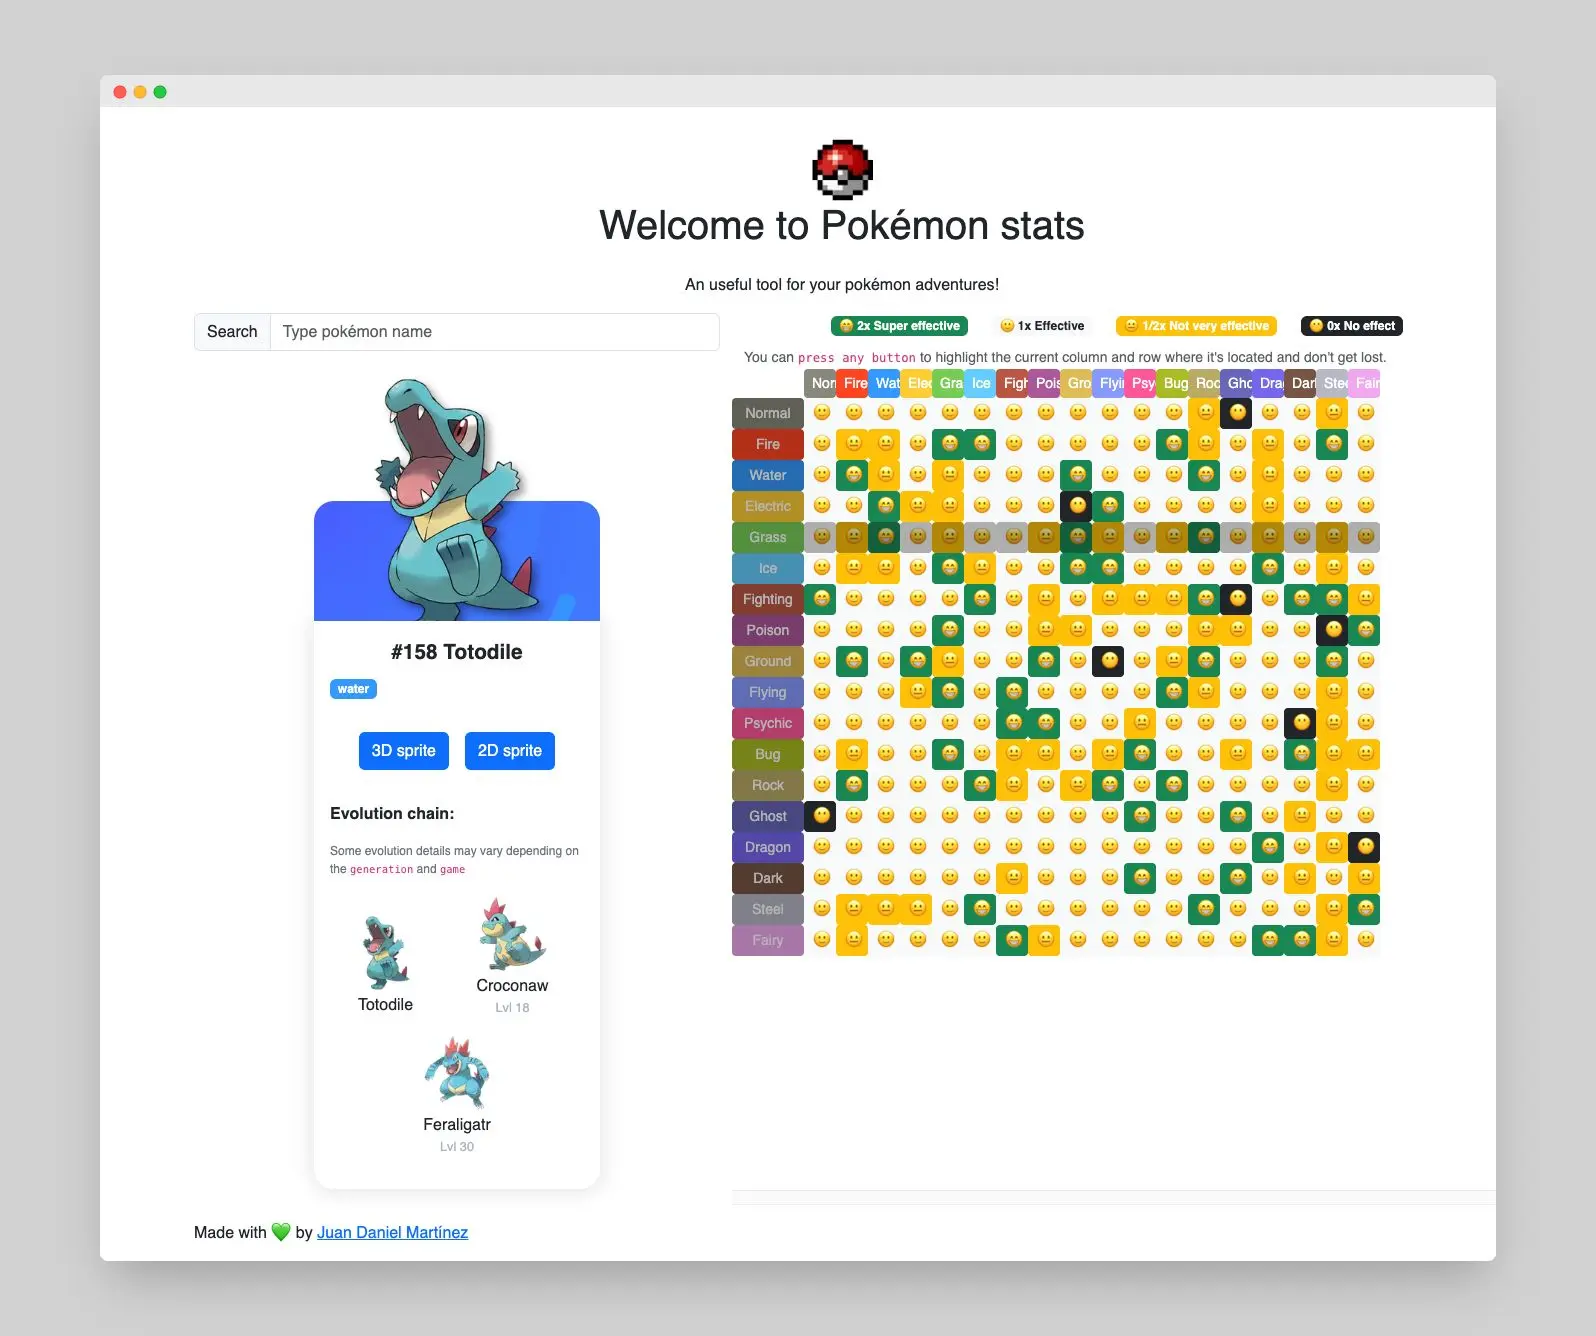 Welcome to Pokémon stats
An useful tool for your pokémon adventures!
Search Type pokémon name
#158 Totodile
water
3D sprite 2D sprite
Evolution chain:
Some evolution details may vary depending on
the generation and game
Totodile
Croconaw
Lvl 18
Feraligatr
Lvl 30
2x Super effective 1x Effective 1/2x Not very effective 0x No effect
You can press any button to highlight the current column and row where it's located and don't get lost.
Nor Fire Wat Elec Gra Ice Figh Pois Gro Flyi Psy Bug Roc Gho Dra Dar Stee Fair
Normal
Fire
Water
Electric
Grass
Ice
Fighting
Poison
Ground
Flying
Psychic
Bug
Rock
Ghost
Dragon
Dark
Steel
Fairy
Made with 💚 by Juan Daniel Martínez